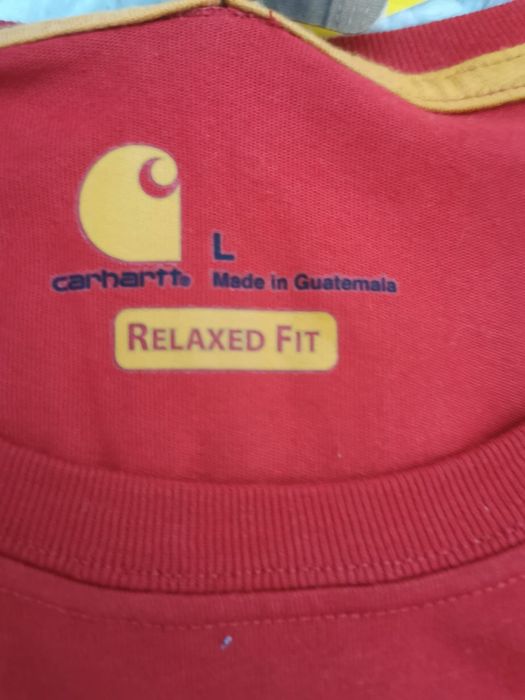 L
carhartt® Made in Guatemala
RELAXED FIT